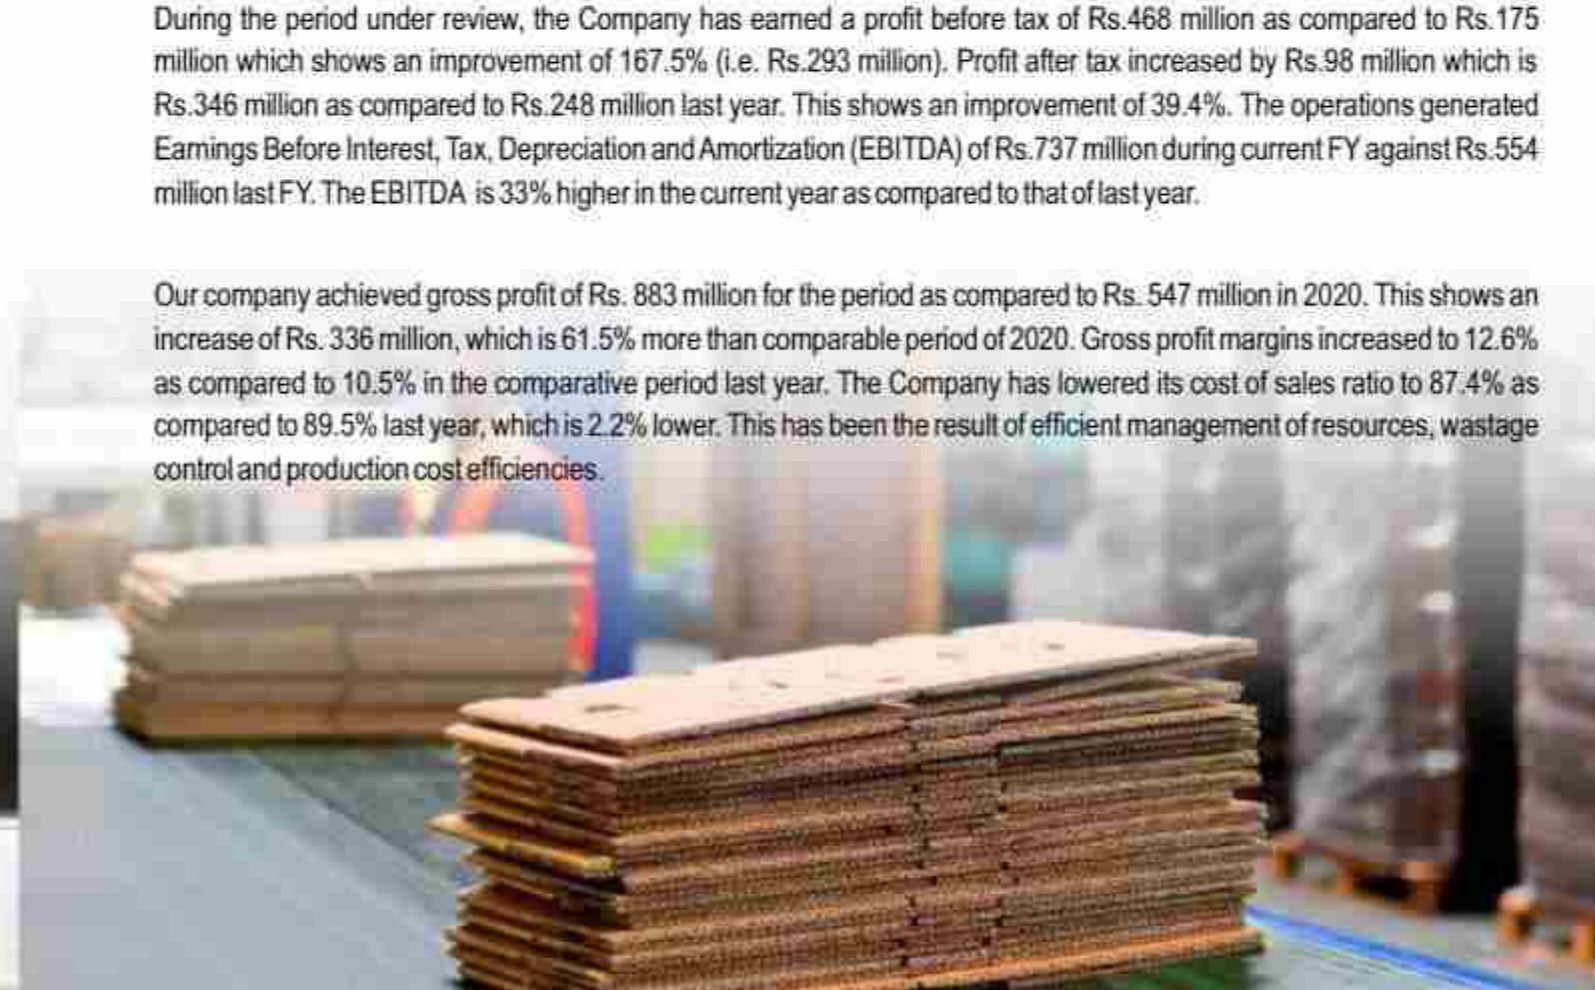 During the period under review, the Company has earned a profit before tax of Rs.468 million as compared to Rs.175
million which shows an improvement of 167.5% (i.e. Rs.293 million). Profit after tax increased by Rs.98 million which is
Rs.346 million as compared to Rs.248 million last year. This shows an improvement of 39.4%. The operations generated
Earnings Before Interest, Tax, Depreciation and Amortization (EBITDA) of Rs.737 million during current FY against Rs.554
million last FY. The EBITDA is 33% higher in the current year as compared to that of last year.
Our company achieved gross profit of Rs. 883 million for the period as compared to Rs. 547 million in 2020. This shows an
increase of Rs. 336 million, which is 61.5% more than comparable period of 2020. Gross profit margins increased to 12.6%
as compared to 10.5% in the comparative period last year. The Company has lowered its cost of sales ratio to 87.4% as
compared to 89.5% last year, which is 2.2% lower. This has been the result of efficient management of resources, wastage
control and production cost efficiencies.